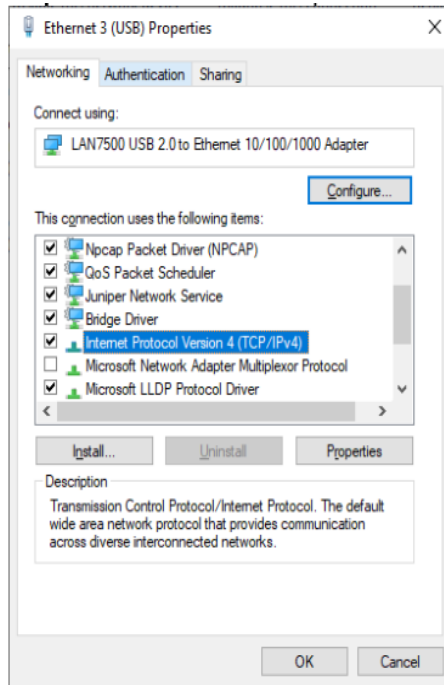 Ethernet 3 (USB) Properties
Networking
Authentication
Sharing
Connect using:
LAN7500 USB 2.0 to Ethernet 10/100/1000 Adapter
Configure...
This connection uses the following items:
Npcap Packet Driver (NPCAP)
QoS Packet Scheduler
Juniper Network Service
Bridge Driver
Internet Protocol Version 4 (TCP/IPv4)
Microsoft Network Adapter Multiplexor Protocol
Microsoft LLDP Protocol Driver
Install...
Uninstall
Properties
Description
Transmission Control Protocol/Internet Protocol. The default
wide area network protocol that provides communication
across diverse interconnected networks.
OK
Cancel